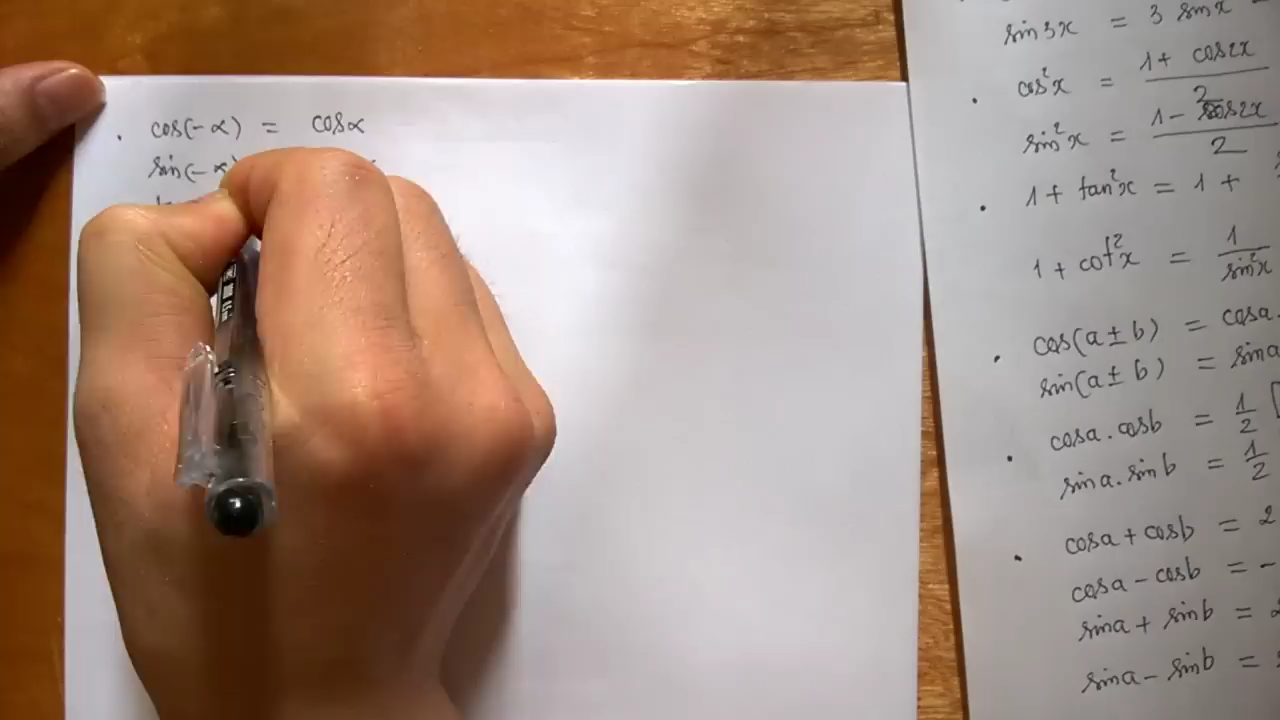 . cos(-α) = cosα
sin(-α)
sin3x = 3 sinx -
. cos²x = (1 + cos2x)/2
sin²x = (1 - cos2x)/2
. 1 + tan²x = 1 +
1 + cot²x = 1/sin²x
. cos(a±b) = cosa.
sin(a±b) = sina
. cosa.cosb = 1/2 [
sina.sinb = 1/2
. cosa + cosb = 2
cosa - cosb = -
sina + sinb =
sina - sinb =